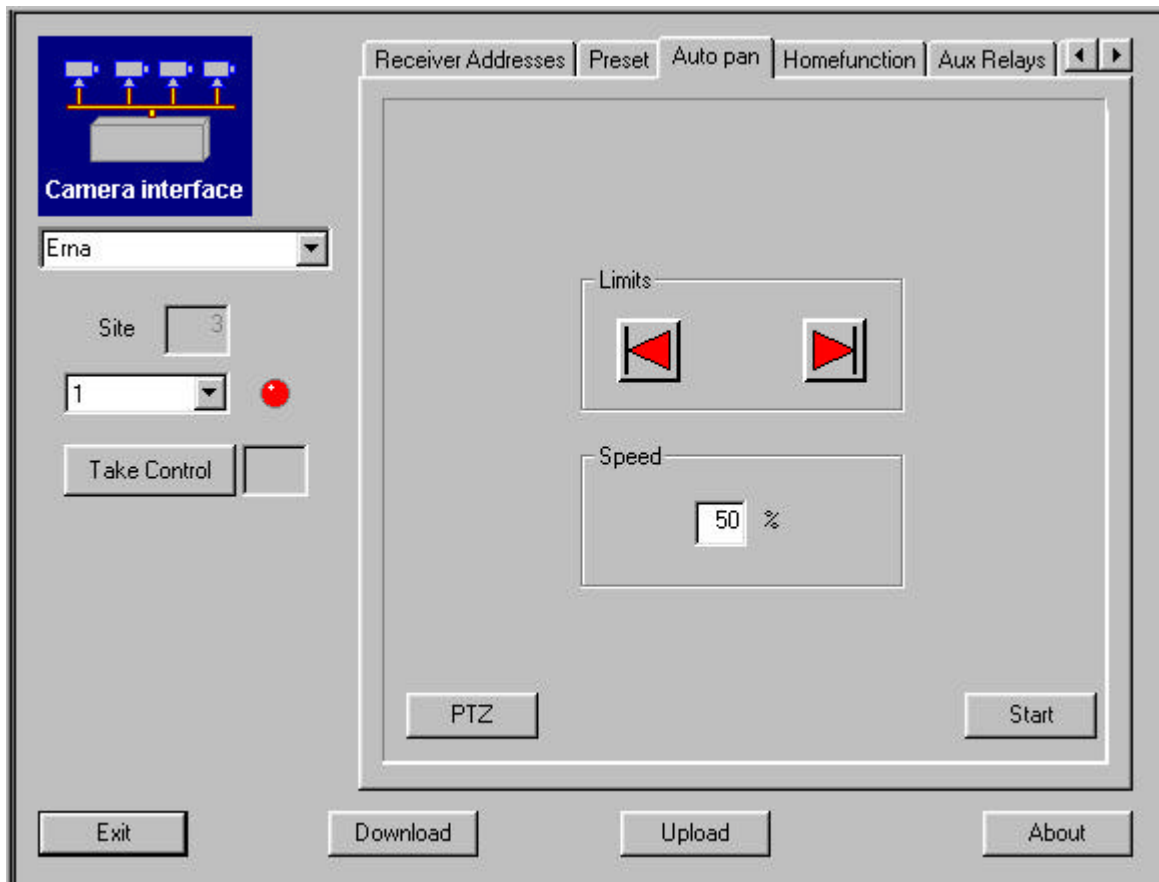 Receiver Addresses
Preset
Auto pan
Homefunction
Aux Relays
Camera interface
Erna
Site 3
1
Take Control
Limits
Speed
50 %
PTZ
Start
Exit
Download
Upload
About